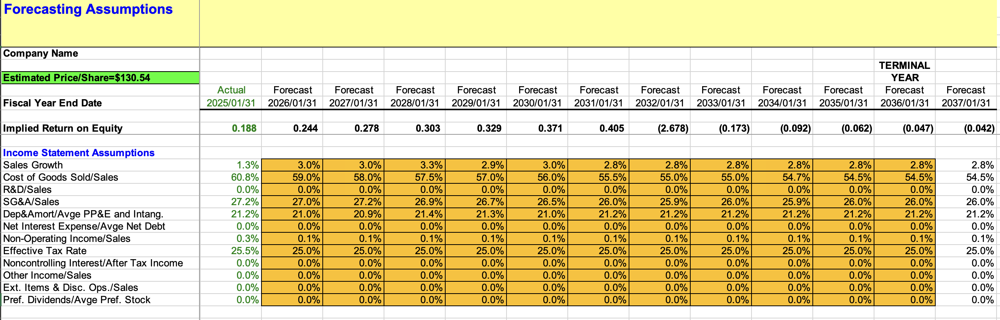 Forecasting Assumptions
Company Name
TERMINAL
Estimated Price/Share=$130.54 YEAR
Actual Forecast Forecast Forecast Forecast Forecast Forecast Forecast Forecast Forecast Forecast Forecast Forecast
Fiscal Year End Date 2025/01/31 2026/01/31 2027/01/31 2028/01/31 2029/01/31 2030/01/31 2031/01/31 2032/01/31 2033/01/31 2034/01/31 2035/01/31 2036/01/31 2037/01/31
Implied Return on Equity 0.188 0.244 0.278 0.303 0.329 0.371 0.405 (2.678) (0.173) (0.092) (0.062) (0.047) (0.042)
Income Statement Assumptions
Sales Growth 1.3% 3.0% 3.0% 3.3% 2.9% 3.0% 2.8% 2.8% 2.8% 2.8% 2.8% 2.8% 2.8%
Cost of Goods Sold/Sales 60.8% 59.0% 58.0% 57.5% 57.0% 56.0% 55.5% 55.0% 55.0% 54.7% 54.5% 54.5% 54.5%
R&D/Sales 0.0% 0.0% 0.0% 0.0% 0.0% 0.0% 0.0% 0.0% 0.0% 0.0% 0.0% 0.0% 0.0%
SG&A/Sales 27.2% 27.0% 27.2% 26.9% 26.7% 26.5% 26.0% 25.9% 26.0% 25.9% 26.0% 26.0% 26.0%
Dep&Amort/Avge PP&E and Intang. 21.2% 21.0% 20.9% 21.4% 21.3% 21.0% 21.2% 21.2% 21.2% 21.2% 21.2% 21.2% 21.2%
Net Interest Expense/Avge Net Debt 0.0% 0.0% 0.0% 0.0% 0.0% 0.0% 0.0% 0.0% 0.0% 0.0% 0.0% 0.0% 0.0%
Non-Operating Income/Sales 0.3% 0.1% 0.1% 0.1% 0.1% 0.1% 0.1% 0.1% 0.1% 0.1% 0.1% 0.1% 0.1%
Effective Tax Rate 25.5% 25.0% 25.0% 25.0% 25.0% 25.0% 25.0% 25.0% 25.0% 25.0% 25.0% 25.0% 25.0%
Noncontrolling Interest/After Tax Income 0.0% 0.0% 0.0% 0.0% 0.0% 0.0% 0.0% 0.0% 0.0% 0.0% 0.0% 0.0% 0.0%
Other Income/Sales 0.0% 0.0% 0.0% 0.0% 0.0% 0.0% 0.0% 0.0% 0.0% 0.0% 0.0% 0.0% 0.0%
Ext. Items & Disc. Ops./Sales 0.0% 0.0% 0.0% 0.0% 0.0% 0.0% 0.0% 0.0% 0.0% 0.0% 0.0% 0.0% 0.0%
Pref. Dividends/Avge Pref. Stock 0.0% 0.0% 0.0% 0.0% 0.0% 0.0% 0.0% 0.0% 0.0% 0.0% 0.0% 0.0% 0.0%